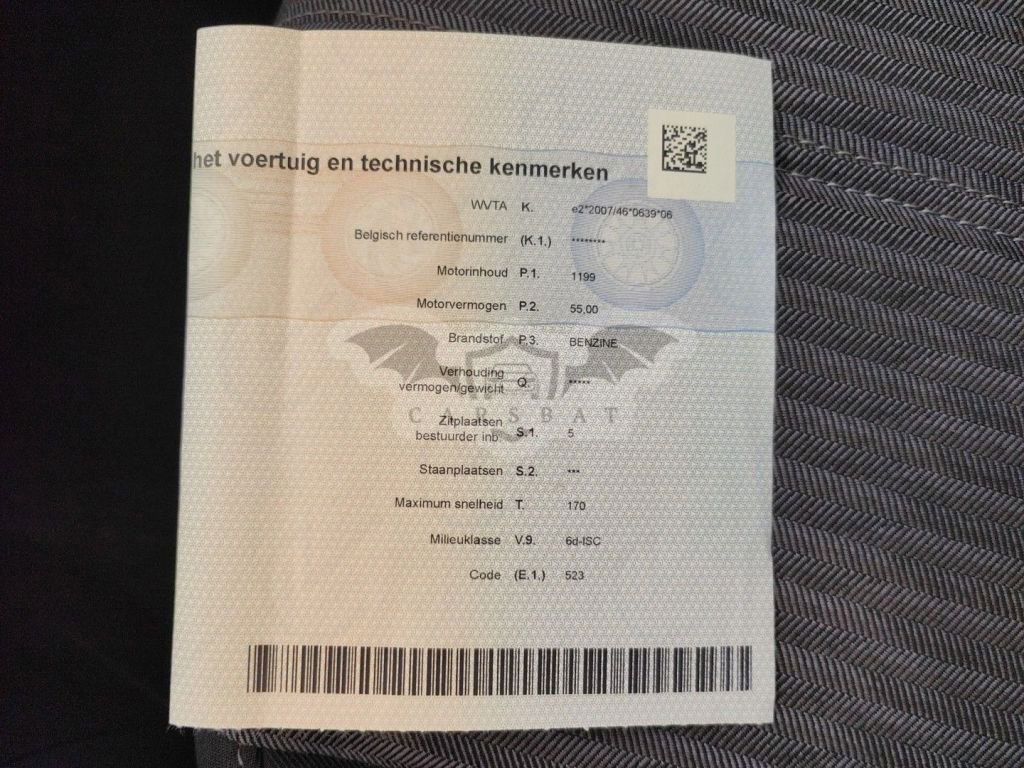 het voertuig en technische kenmerken
WVTA K. e2*2007/46*0639*06
Belgisch referentienummer (K.1.) ********
Motorinhoud P.1. 1199
Motorvermogen P.2. 55,00
Brandstof P.3. BENZINE
Verhouding
vermogen/gewicht Q. *****
CARSBAT
Zitplaatsen
bestuurder inb. S.1. 5
Staanplaatsen S.2. ***
Maximum snelheid T. 170
Milieuklasse V.9. 6d-ISC
Code (E.1.) 523